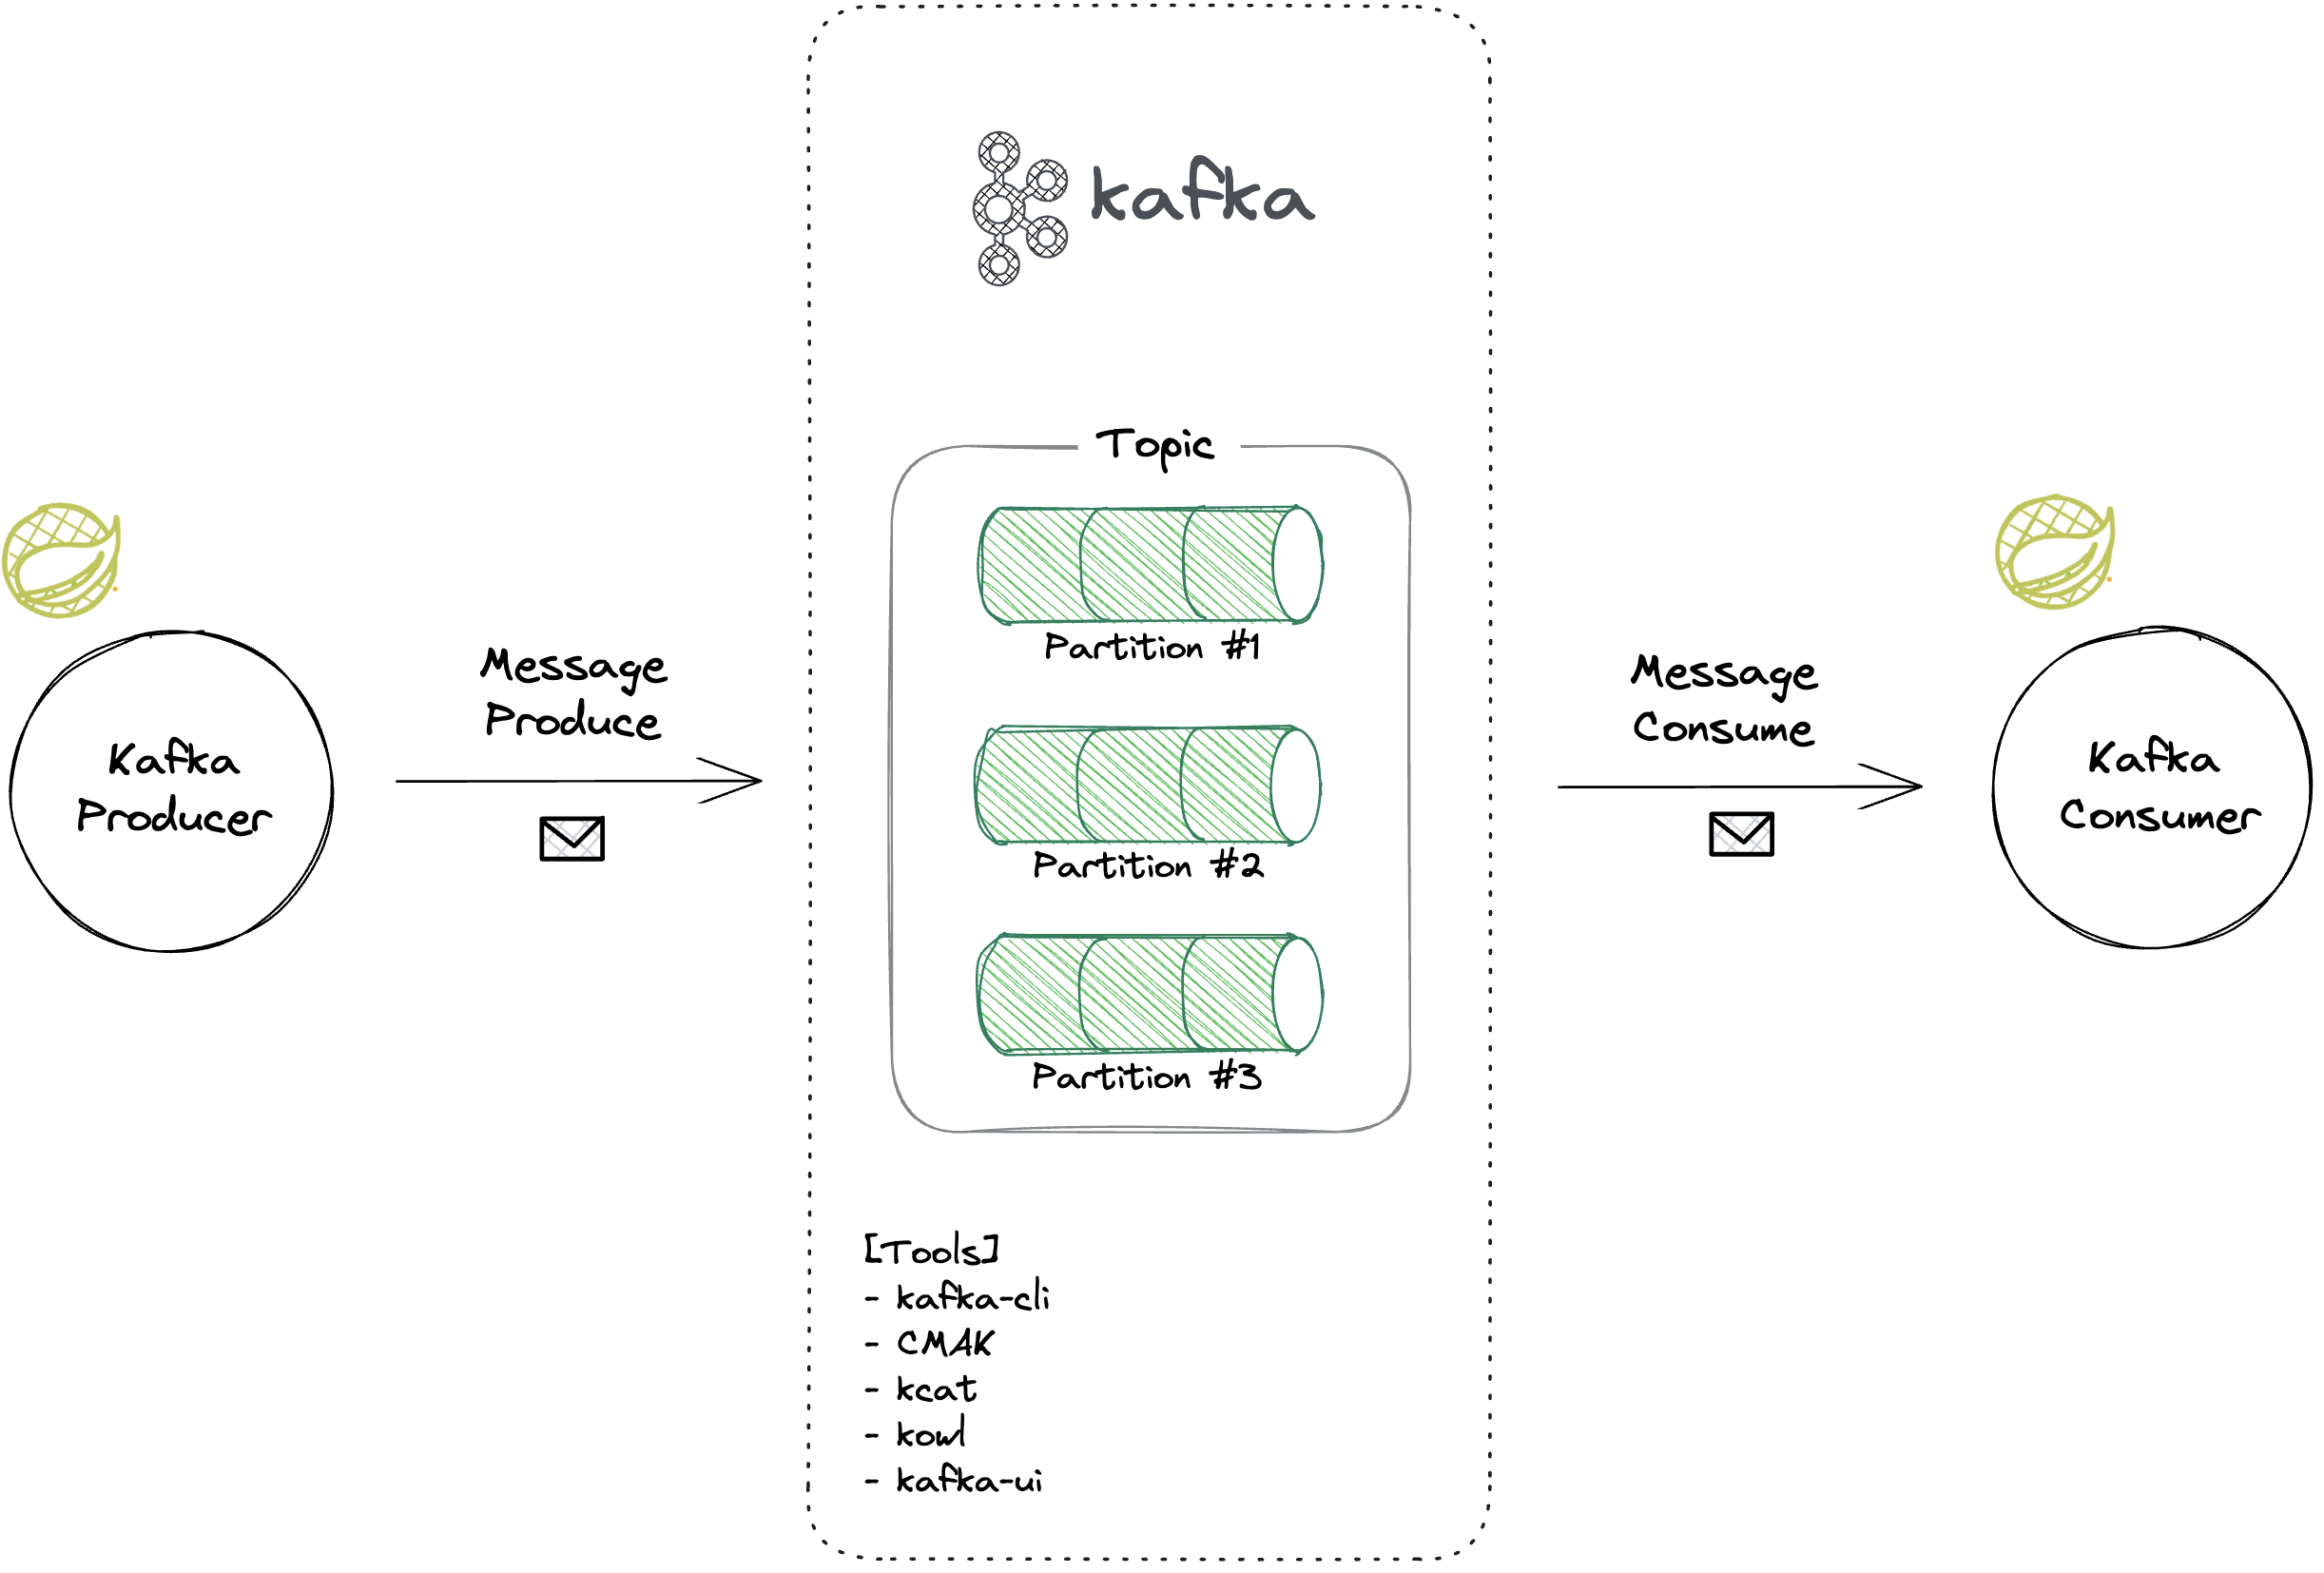 kafka
Topic
Partition #1
Partition #2
Partition #3
Kafka
Producer
Message
Produce
Message
Consume
Kafka
Consumer
[Tools]
- kafka-cli
- CMAK
- kcat
- kowl
- kafka-ui